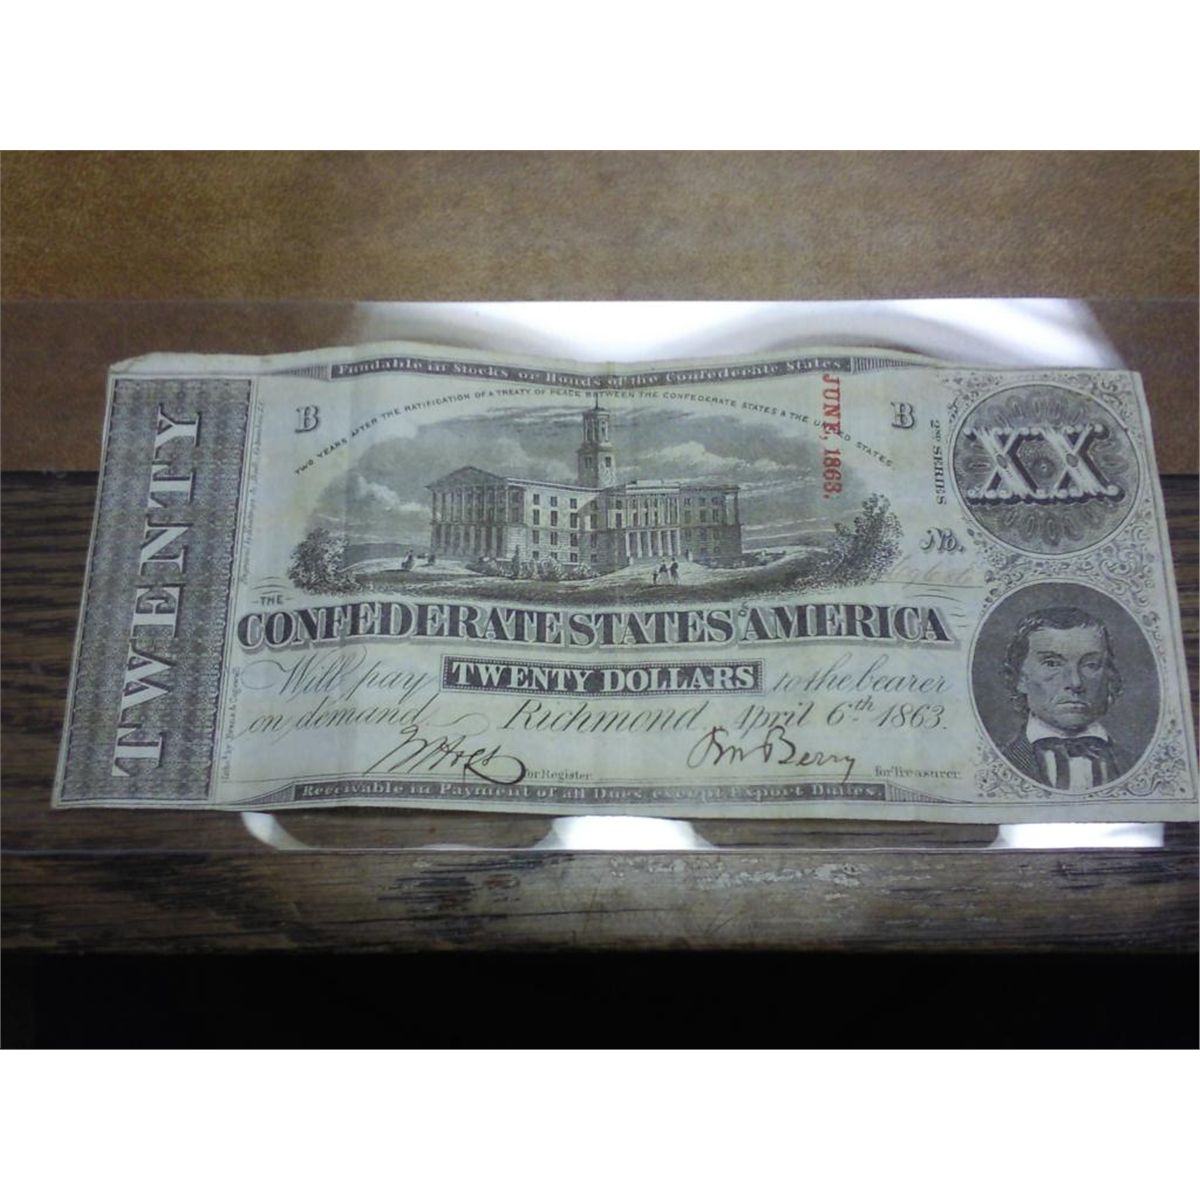 Fundable in Stocks or Bonds of the Confederate States
TWO YEARS AFTER THE RATIFICATION OF A TREATY OF PEACE BETWEEN THE CONFEDERATE STATES & THE UNITED STATES
TWENTY
B
B
JUNE, 1863.
2ND SERIES
XX
No.
THE
CONFEDERATE STATES OF AMERICA
Will pay TWENTY DOLLARS to the bearer
on demand Richmond, April 6th 1863.
for Register
Berry
for Treasurer
Receivable in Payment of all Dues, except Export Duties.